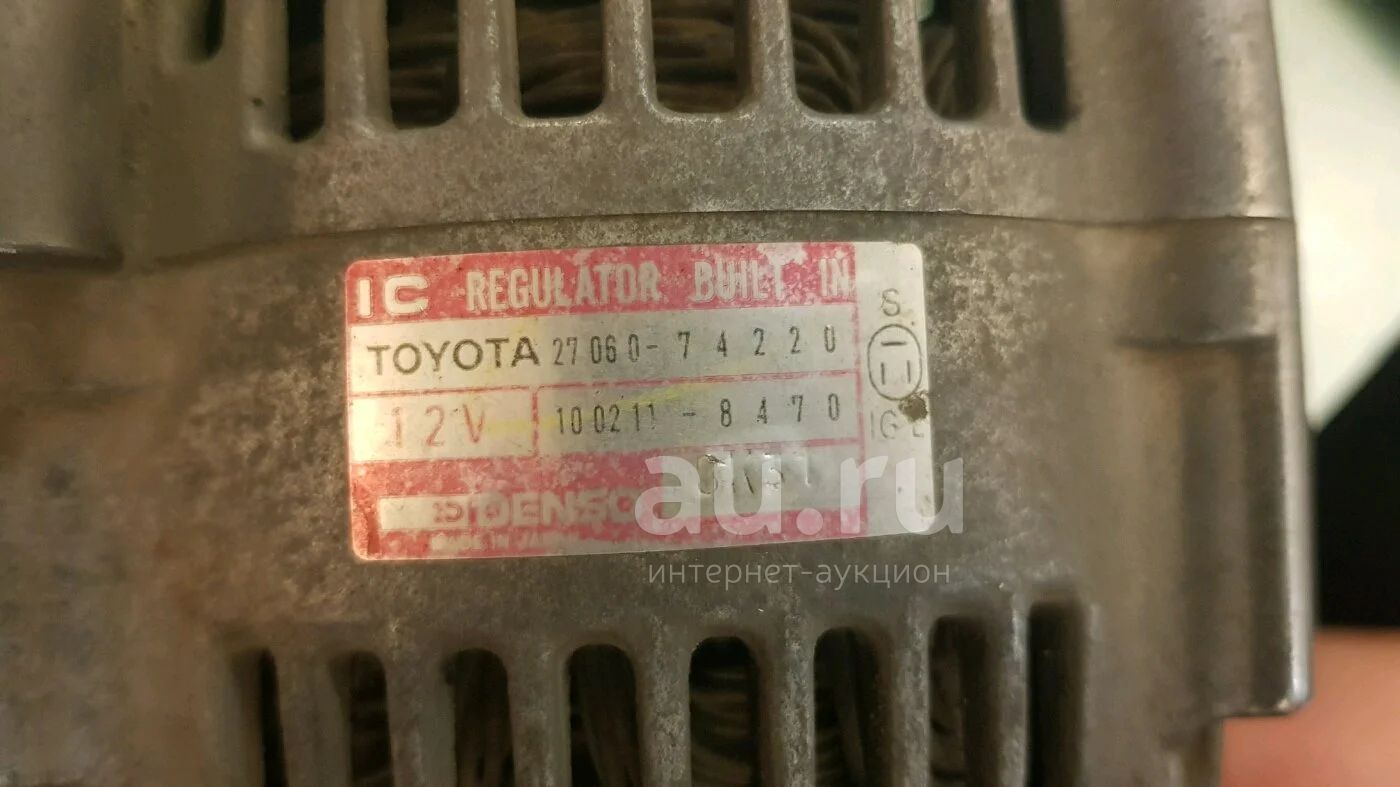 IC REGULATOR BUILT IN
TOYOTA 27060-74220
12V 100211-8470
DENSO
MADE IN JAPAN
S
IG L
au.ru
интернет-аукцион